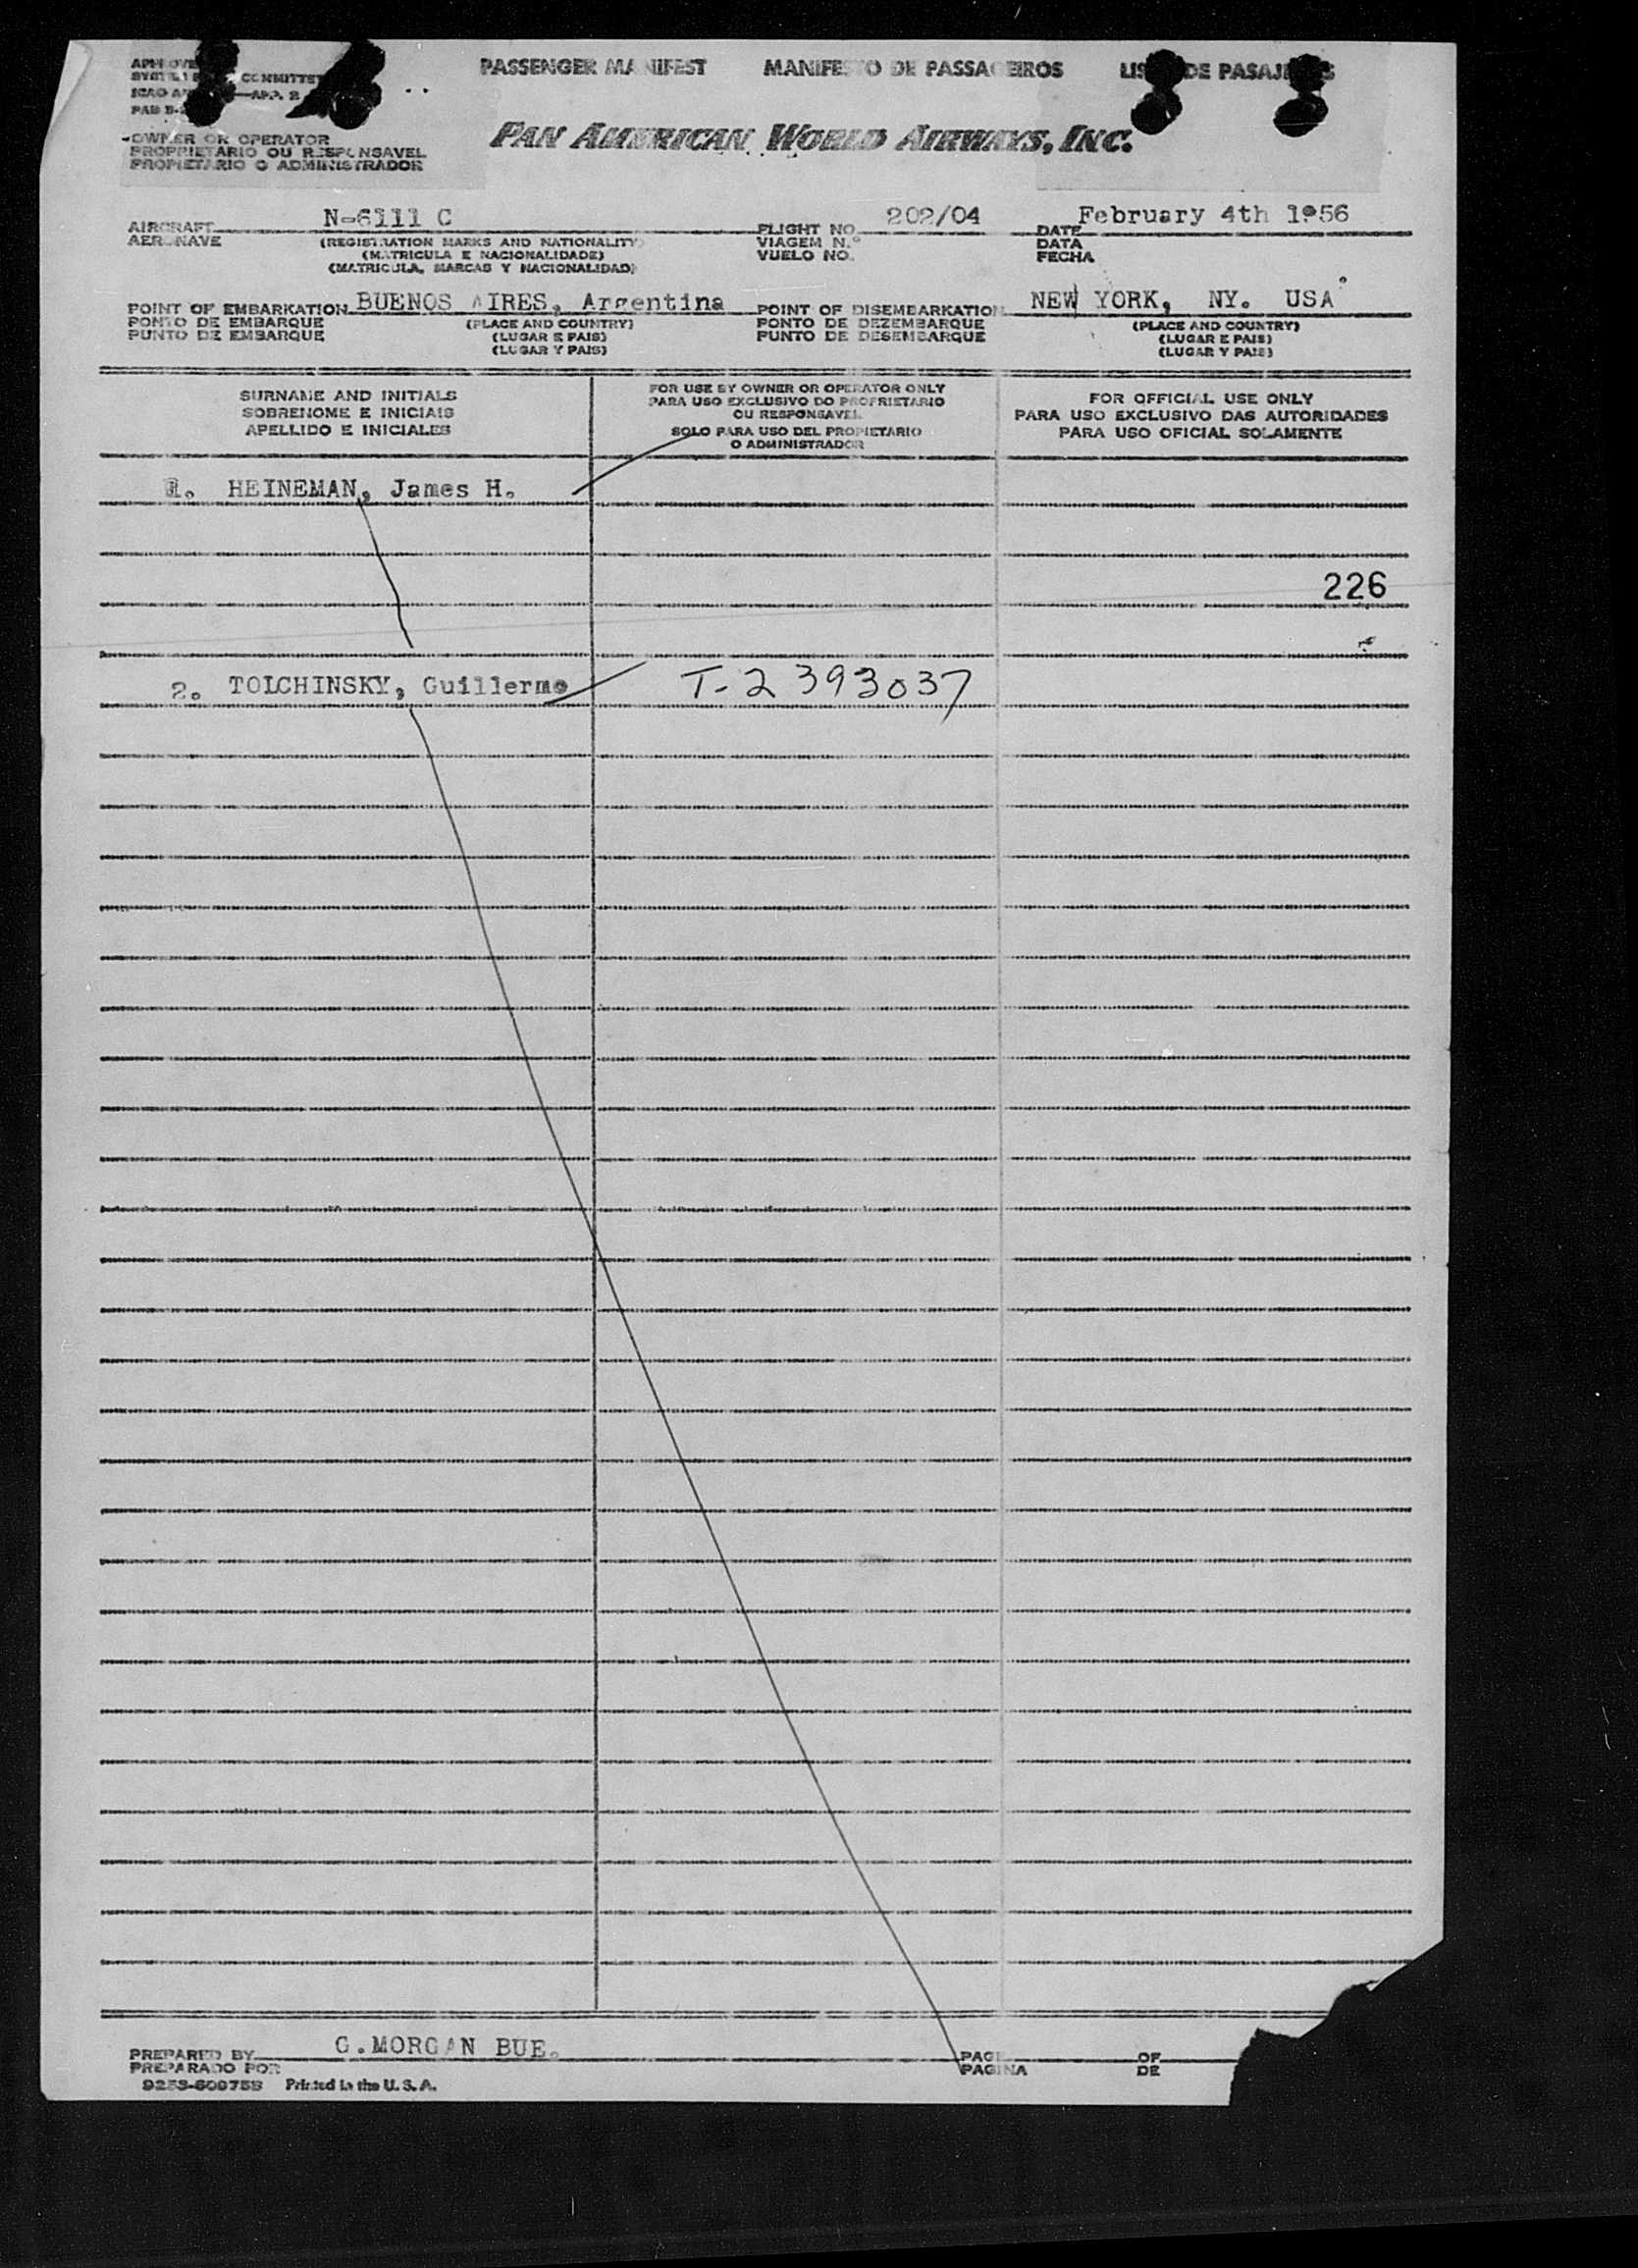 PASSENGER MANIFEST MANIFESTO DE PASSAGEIROS DE
COMMITTEE
OWNER OR OPERATOR
PROPRIETARIO OU RESPONSAVEL
PROPIETARIO O ADMINISTRADOR
PAN AMERICAN WORLD AIRWAYS, INC.
AIRCRAFT N-6111 C FLIGHT NO. 202/04 DATE February 4th 1956
AERONAVE (REGISTRATION MARKS AND NATIONALITY) VIAGEM N.º DATA
(MATRICULA E NACIONALIDADE) VUELO NO. FECHA
(MATRICULA, MARCAS Y NACIONALIDAD)
POINT OF EMBARKATION BUENOS AIRES, Argentina POINT OF DISEMBARKATION NEW YORK, NY. USA
PONTO DE EMBARQUE (PLACE AND COUNTRY) PONTO DE DEZEMBARQUE (PLACE AND COUNTRY)
PUNTO DE EMBARQUE (LUGAR E PAIS) PUNTO DE DESEMBARQUE (LUGAR E PAIS)
(LUGAR Y PAIS) (LUGAR Y PAIS)
SURNAME AND INITIALS
SOBRENOME E INICIAIS
APELLIDO E INICIALES
FOR USE BY OWNER OR OPERATOR ONLY
PARA USO EXCLUSIVO DO PROPRIETARIO
OU RESPONSAVEL
SOLO PARA USO DEL PROPIETARIO
O ADMINISTRADOR
FOR OFFICIAL USE ONLY
PARA USO EXCLUSIVO DAS AUTORIDADES
PARA USO OFICIAL SOLAMENTE
1. HEINEMAN, James H.
226
2. TOLCHINSKY, Guillermo T-2393037
PREPARED BY G.MORGAN BUE. PAGE OF
PREPARADO POR PAGINA DE
Printed in the U.S.A.